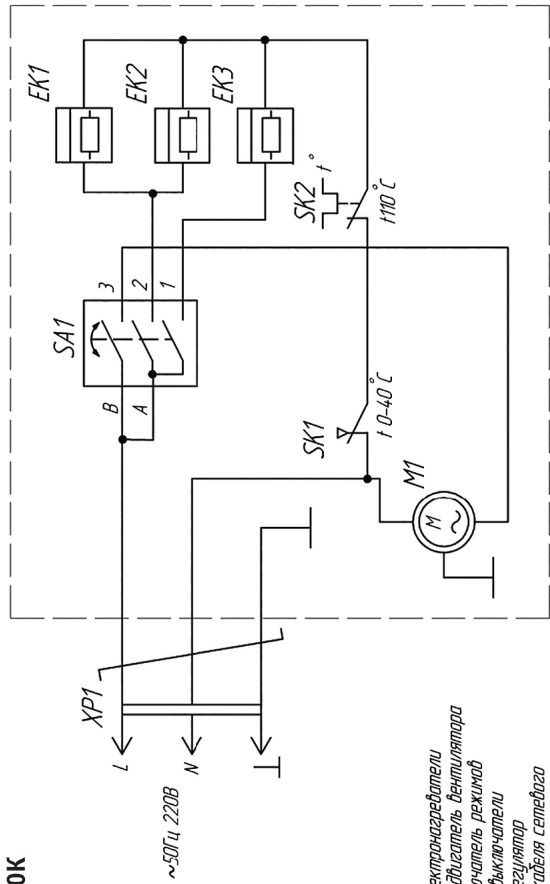 0К
~50Гц 220В
L
N
XP1
B
A
SA1
3
2
1
EK1
EK2
EK3
SK1
t 0-40°C
SK2
t°
t110°C
M1
M
ектронагреватели
двигатель вентилятора
ючатель режимов
выключатели
егулятор
абеля сетевого